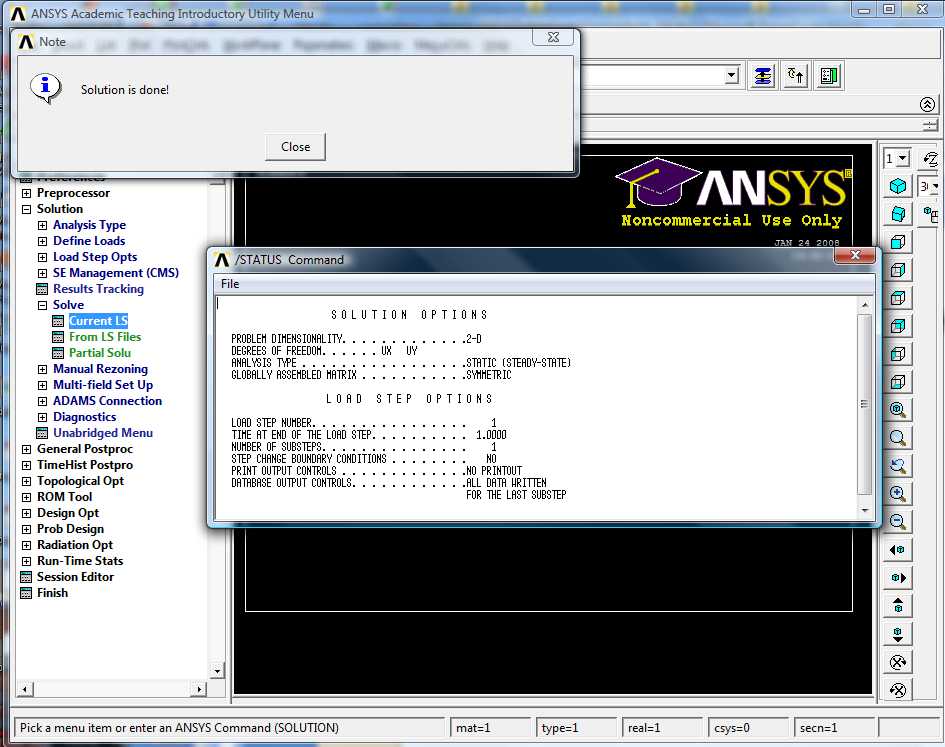 ANSYS Academic Teaching Introductory Utility Menu
Note
Solution is done!
Close
Preferences
Preprocessor
Solution
Analysis Type
Define Loads
Load Step Opts
SE Management (CMS)
Results Tracking
Solve
Current LS
From LS Files
Partial Solu
Manual Rezoning
Multi-field Set Up
ADAMS Connection
Diagnostics
Unabridged Menu
General Postproc
TimeHist Postpro
Topological Opt
ROM Tool
Design Opt
Prob Design
Radiation Opt
Run-Time Stats
Session Editor
Finish
ANSYS®
Noncommercial Use Only
JAN 24 2008
/STATUS Command
File
SOLUTION OPTIONS
PROBLEM DIMENSIONALITY. . . . . . . . . . . . .2-D
DEGREES OF FREEDOM. . . . . . UX UY
ANALYSIS TYPE . . . . . . . . . . . . . . . . .STATIC (STEADY-STATE)
GLOBALLY ASSEMBLED MATRIX . . . . . . . . . . .SYMMETRIC
LOAD STEP OPTIONS
LOAD STEP NUMBER. . . . . . . . . . . . . . . . 1
TIME AT END OF THE LOAD STEP. . . . . . . . . . 1.0000
NUMBER OF SUBSTEPS. . . . . . . . . . . . . . . 1
STEP CHANGE BOUNDARY CONDITIONS . . . . . . . . NO
PRINT OUTPUT CONTROLS . . . . . . . . . . . . .NO PRINTOUT
DATABASE OUTPUT CONTROLS. . . . . . . . . . . .ALL DATA WRITTEN
FOR THE LAST SUBSTEP
1
Pick a menu item or enter an ANSYS Command (SOLUTION)
mat=1
type=1
real=1
csys=0
secn=1